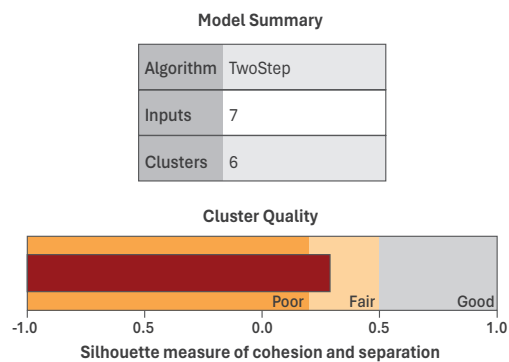 Model Summary
Algorithm TwoStep
Inputs 7
Clusters 6
Cluster Quality
Poor Fair Good
-1.0 0.5 0.0 0.5 1.0
Silhouette measure of cohesion and separation